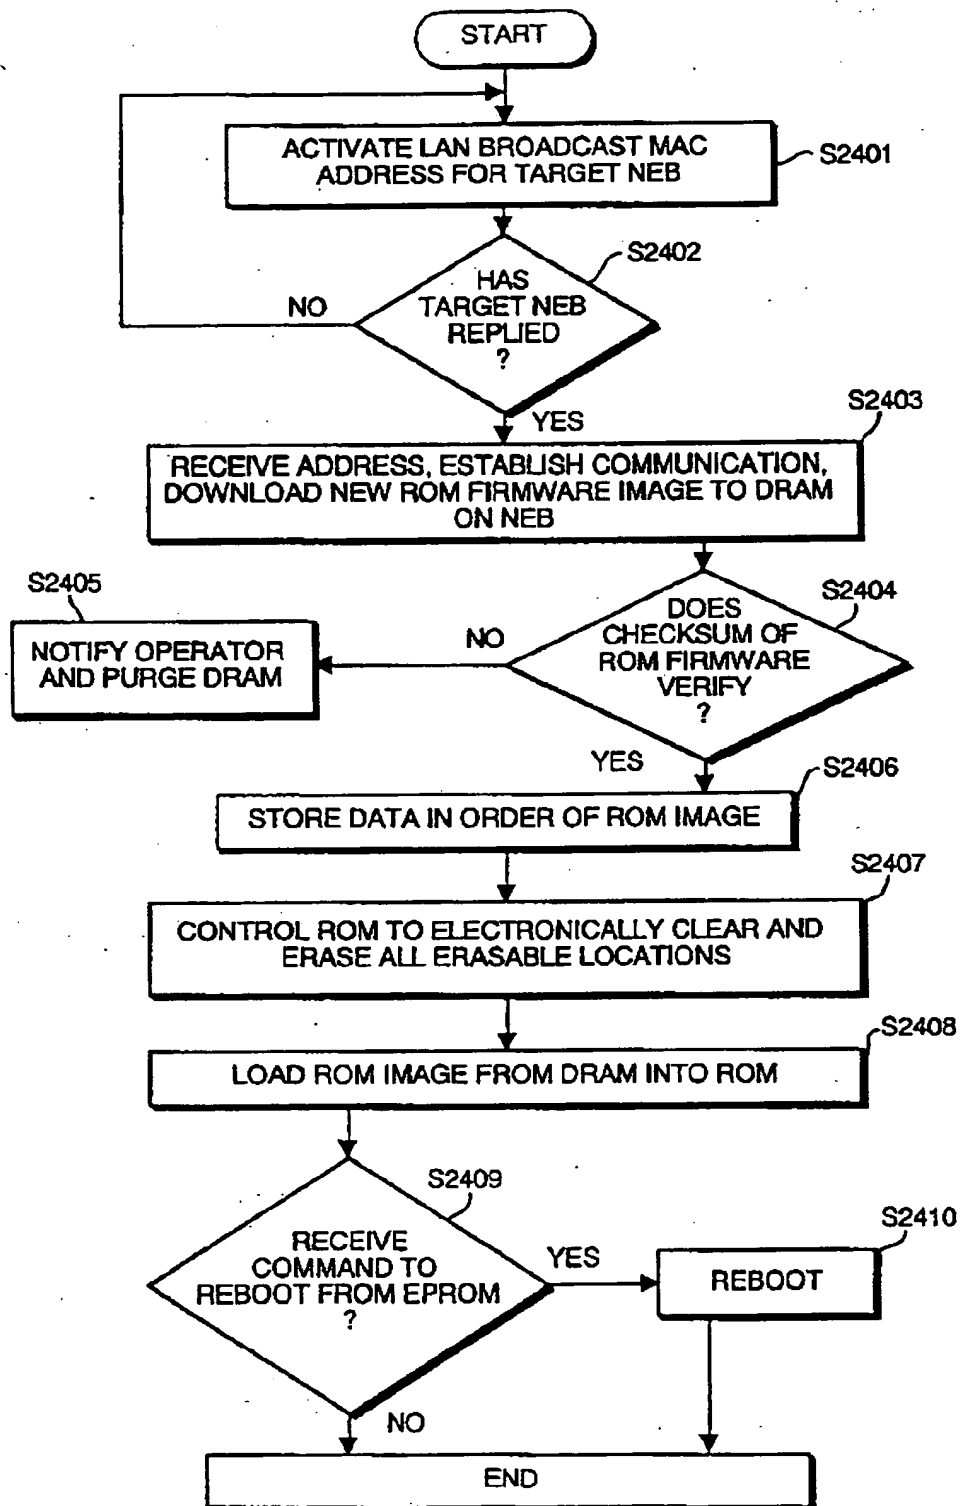 START
ACTIVATE LAN BROADCAST MAC
ADDRESS FOR TARGET NEB
S2401
S2402
HAS
TARGET NEB
REPLIED
?
NO
YES
S2403
RECEIVE ADDRESS, ESTABLISH COMMUNICATION,
DOWNLOAD NEW ROM FIRMWARE IMAGE TO DRAM
ON NEB
S2405
NOTIFY OPERATOR
AND PURGE DRAM
NO
S2404
DOES
CHECKSUM OF
ROM FIRMWARE
VERIFY
?
YES
S2406
STORE DATA IN ORDER OF ROM IMAGE
S2407
CONTROL ROM TO ELECTRONICALLY CLEAR AND
ERASE ALL ERASABLE LOCATIONS
S2408
LOAD ROM IMAGE FROM DRAM INTO ROM
S2409
RECEIVE
COMMAND TO
REBOOT FROM EPROM
?
YES
S2410
REBOOT
NO
END